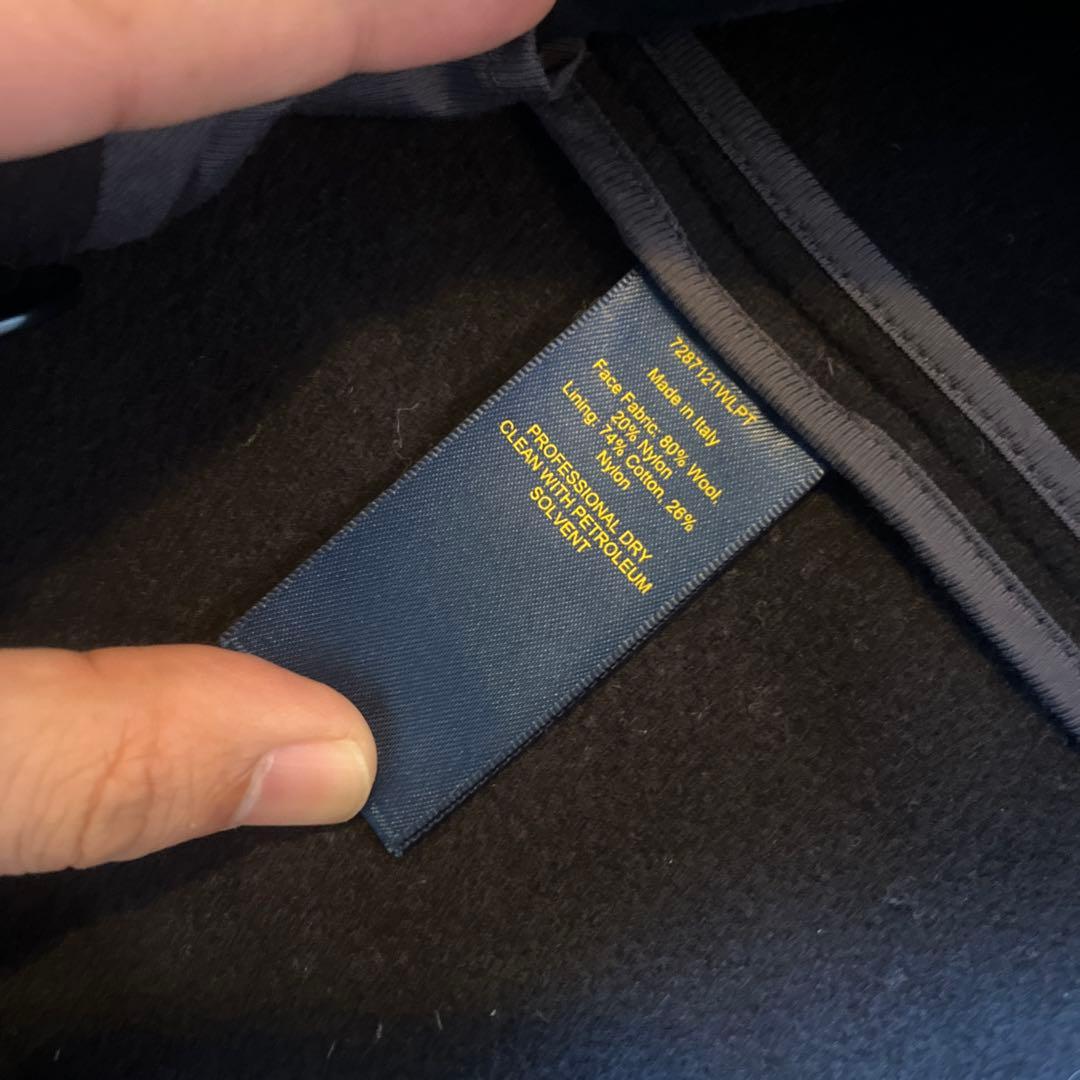 7287121WLPT
Made in Italy
Face Fabric: 80% Wool.
20% Nylon
Lining: 74% Cotton, 26%
Nylon
PROFESSIONAL DRY
CLEAN WITH PETROLEUM
SOLVENT